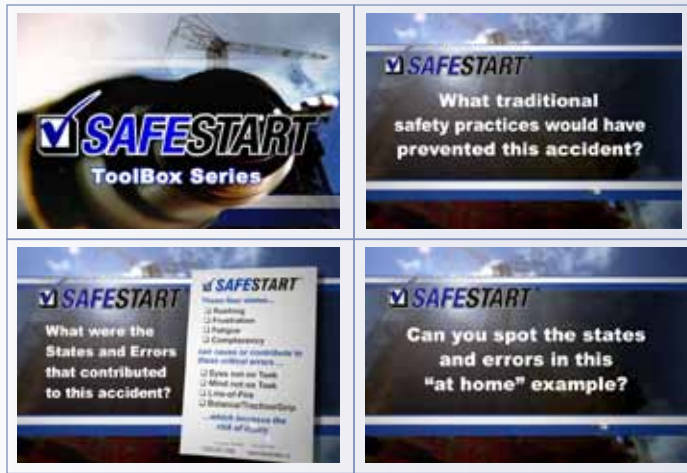 SAFESTART
ToolBox Series
SAFESTART
What traditional
safety practices would have
prevented this accident?
SAFESTART
What were the
States and Errors
that contributed
to this accident?
SAFESTART
These four states...
Rushing
Frustration
Fatigue
Complacency
can cause or contribute to
these critical errors...
Eyes not on Task
Mind not on Task
Line-of-Fire
Balance/Traction/Grip
...which increase the
risk of injury
SAFESTART
Can you spot the states
and errors in this
“at home” example?